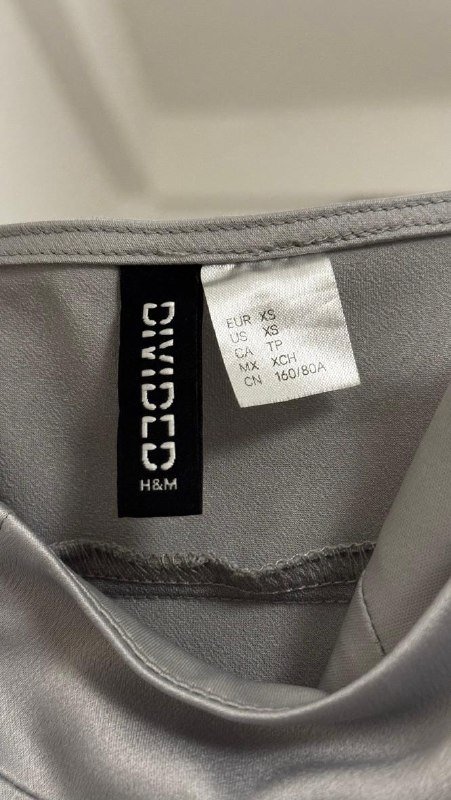 DIVIDED
H&M
EUR XS
US XS
CA TP
MX XCH
CN 160/80A